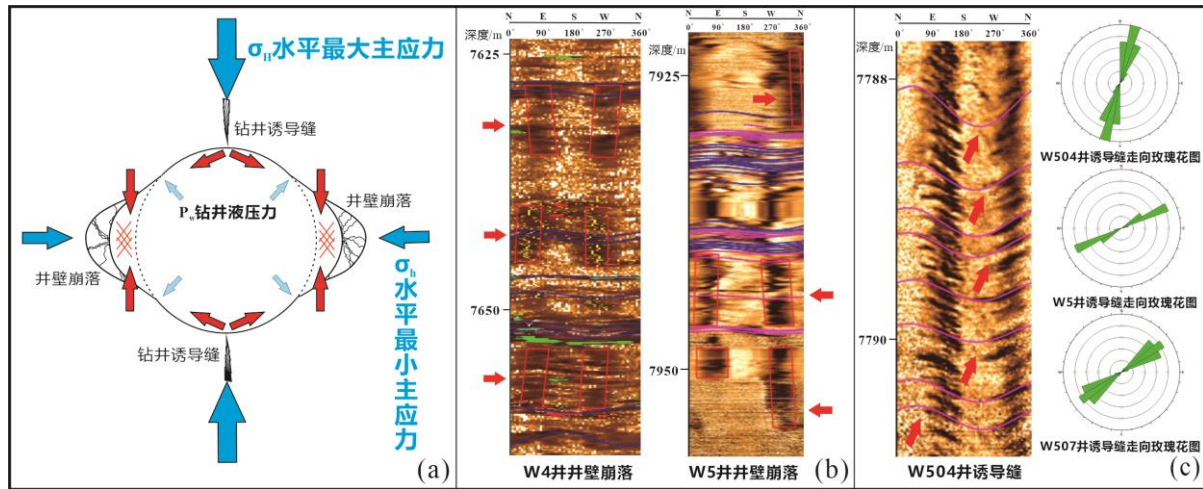 σH水平最大主应力
钻井诱导缝
Pw钻井液压力
井壁崩落
井壁崩落
σh水平最小主应力
钻井诱导缝
(a)
N E S W N
0° 90° 180° 270° 360°
深度/m
7625
7650
W4井井壁崩落
N E S W N
0° 90° 180° 270° 360°
深度/m
7925
7950
W5井井壁崩落
(b)
N E S W N
0° 90° 180° 270° 360°
深度/m
7788
7790
W504井诱导缝
W504井诱导缝走向玫瑰花图
W5井诱导缝走向玫瑰花图
W507井诱导缝走向玫瑰花图
(c)